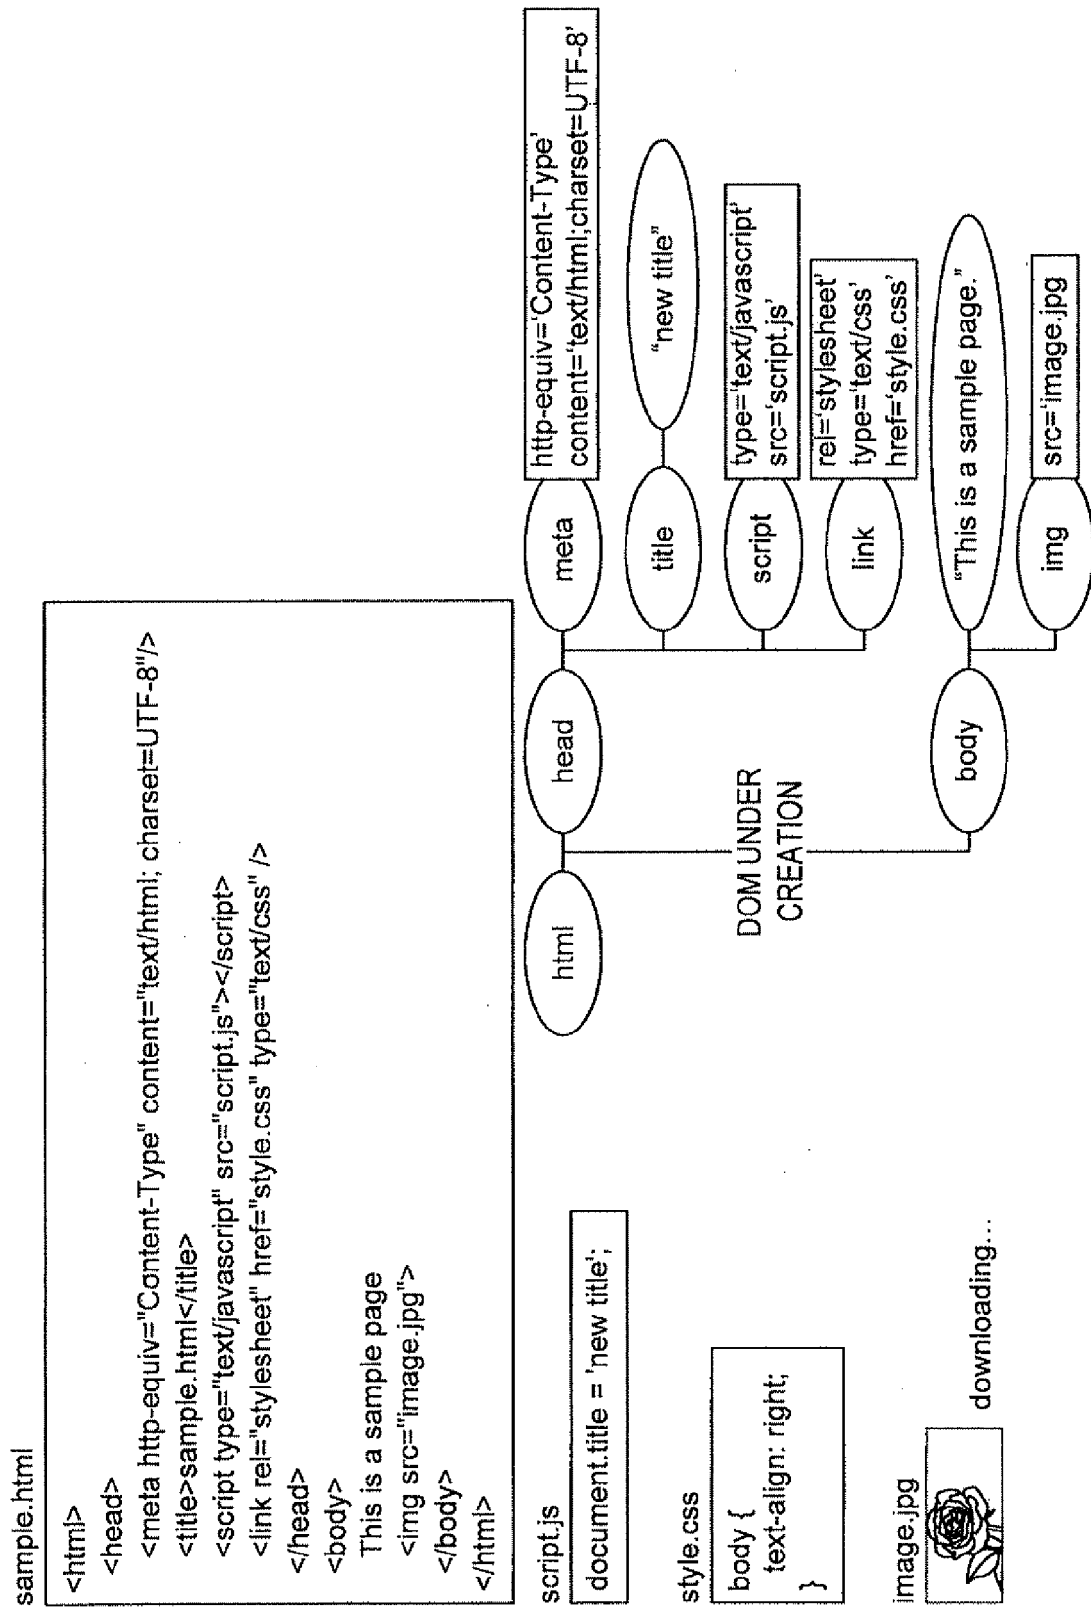 sample.html
<html>
<head>
<meta http-equiv="Content-Type" content="text/html; charset=UTF-8"/>
<title>sample.html</title>
<script type="text/javascript" src="script.js"></script>
<link rel="stylesheet" href="style.css" type="text/css" />
</head>
<body>
This is a sample page
<img src="image.jpg">
</body>
</html>
script.js
document.title = 'new title';
style.css
body {
text-align: right;
}
image.jpg
downloading...
html
DOM UNDER
CREATION
head
body
meta
http-equiv='Content-Type'
content='text/html;charset=UTF-8'
title
"new title"
script
type='text/javascript'
src='script.js'
link
rel='stylesheet'
type='text/css'
href='style.css'
"This is a sample page."
img
src='image.jpg